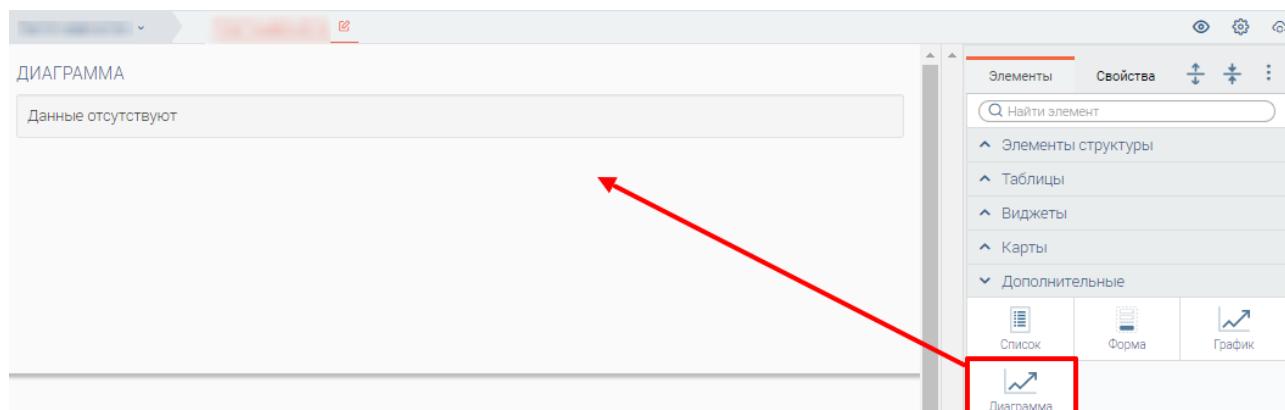 ДИАГРАММА
Данные отсутствуют
Элементы Свойства
Найти элемент
Элементы структуры
Таблицы
Виджеты
Карты
Дополнительные
Список Форма График
Диаграмма